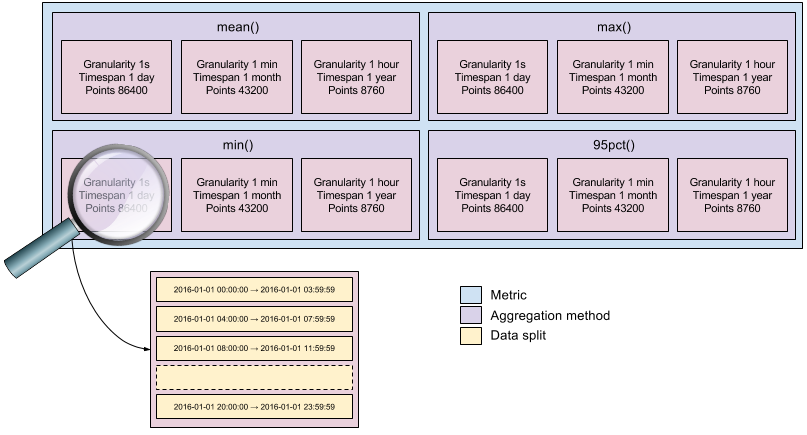 mean()
Granularity 1s
Timespan 1 day
Points 86400
Granularity 1 min
Timespan 1 month
Points 43200
Granularity 1 hour
Timespan 1 year
Points 8760
max()
Granularity 1s
Timespan 1 day
Points 86400
Granularity 1 min
Timespan 1 month
Points 43200
Granularity 1 hour
Timespan 1 year
Points 8760
min()
Granularity 1s
Timespan 1 day
Points 86400
Granularity 1 min
Timespan 1 month
Points 43200
Granularity 1 hour
Timespan 1 year
Points 8760
95pct()
Granularity 1s
Timespan 1 day
Points 86400
Granularity 1 min
Timespan 1 month
Points 43200
Granularity 1 hour
Timespan 1 year
Points 8760
2016-01-01 00:00:00 → 2016-01-01 03:59:59
2016-01-01 04:00:00 → 2016-01-01 07:59:59
2016-01-01 08:00:00 → 2016-01-01 11:59:59
2016-01-01 20:00:00 → 2016-01-01 23:59:59
Metric
Aggregation method
Data split